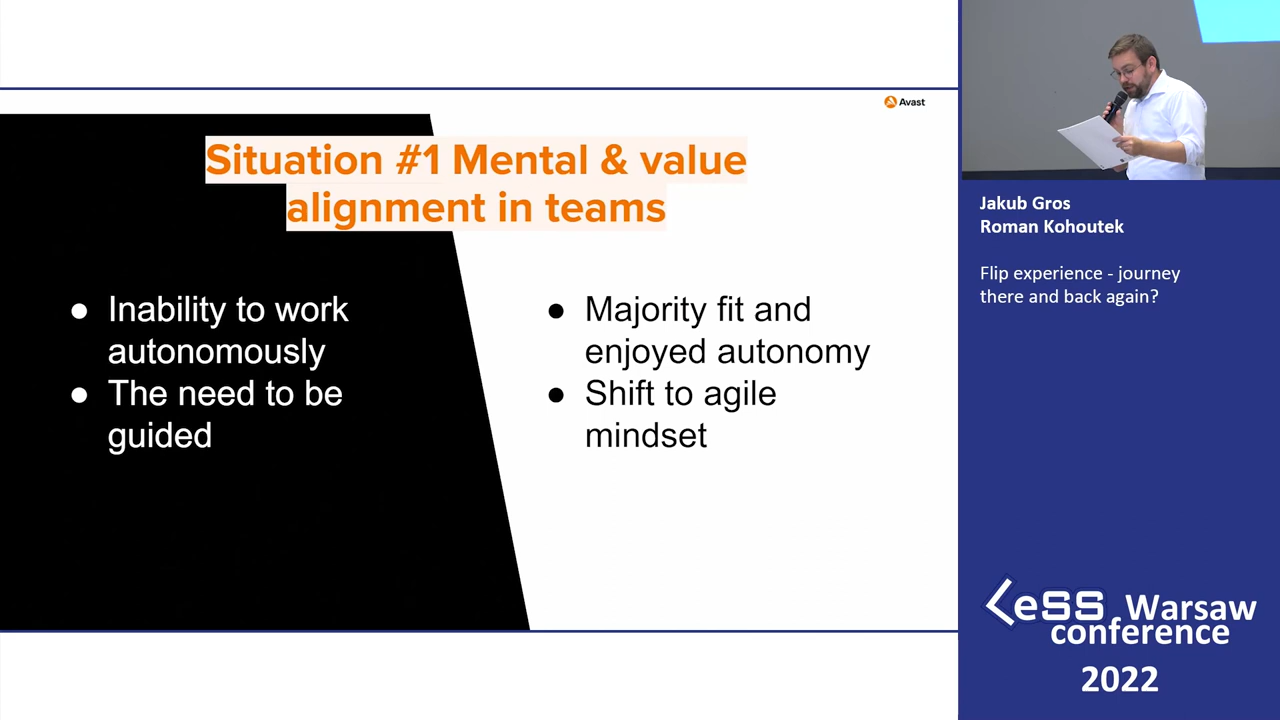 Avast
Situation #1 Mental & value
alignment in teams
● Inability to work
autonomously
● The need to be
guided
● Majority fit and
enjoyed autonomy
● Shift to agile
mindset
Jakub Gros
Roman Kohoutek
Flip experience - journey
there and back again?
LeSS Warsaw
conference
2022